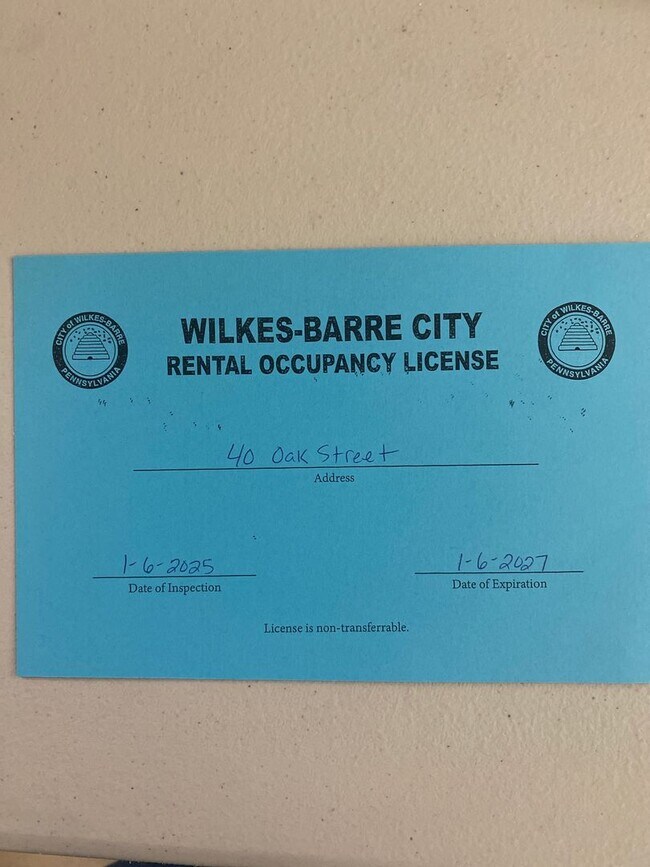 WILKES-BARRE CITY
RENTAL OCCUPANCY LICENSE
CITY of WILKES-BARRE
PENNSYLVANIA
CITY of WILKES-BARRE
PENNSYLVANIA
40 Oak Street
Address
1-6-2025
1-6-2027
Date of Inspection
Date of Expiration
License is non-transferrable.